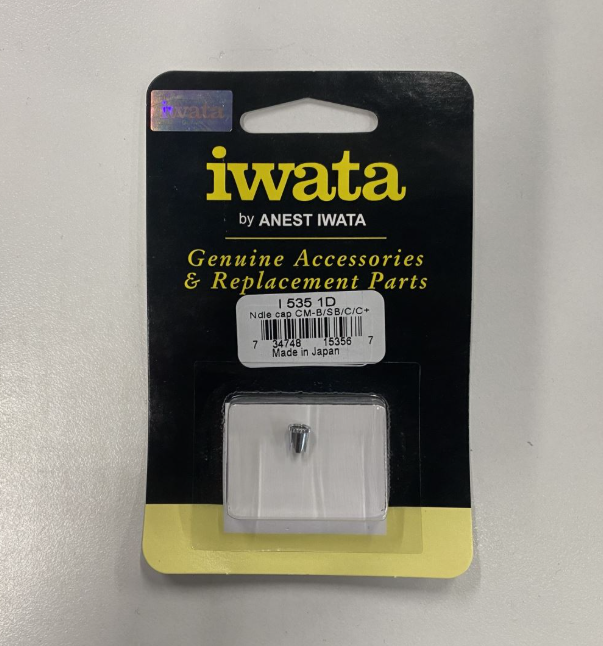 iwata
iwata
by ANEST IWATA
Genuine Accessories
& Replacement Parts
I 535 1D
Ndle cap CM-B/SB/C/C+
7 34748 15356 7
Made in Japan